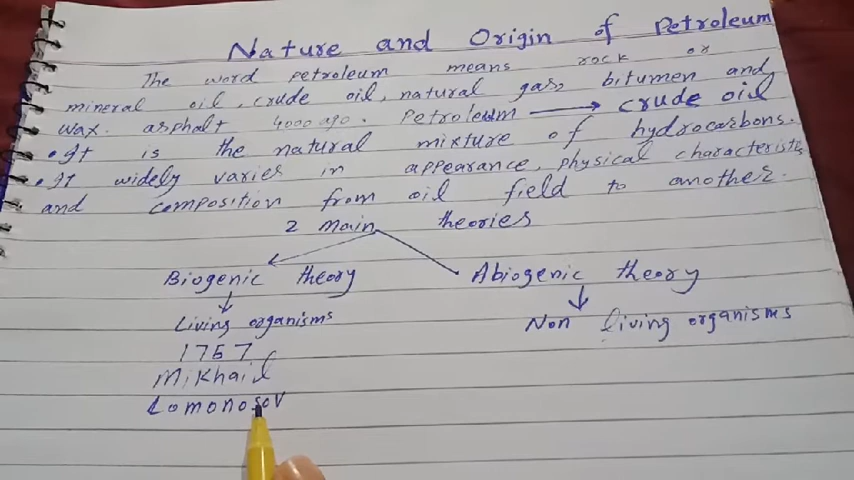 Nature and Origin of Petroleum
The word petroleum means rock or
mineral oil, crude oil, natural gas, bitumen and
wax. asphalt 4000 ago. Petroleum → crude oil
• It is the natural mixture of hydrocarbons.
• It widely varies in appearance, physical characteristics
and composition from oil field to another.
2 main theories
Biogenic theory Abiogenic theory
Living organisms Non living organisms
1757
Mikhail
Lomonosov